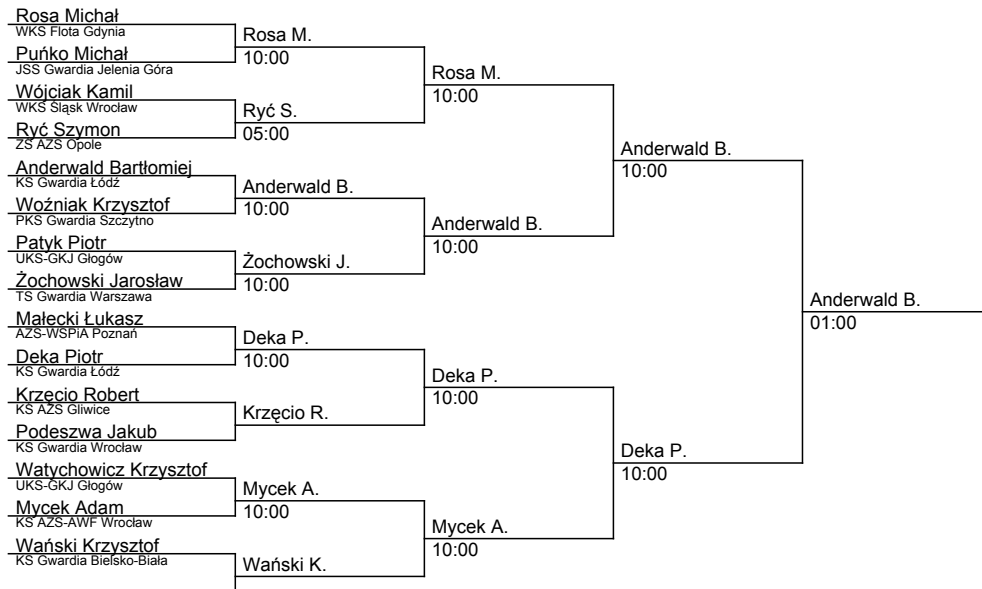 Rosa Michał
WKS Flota Gdynia
Puńko Michał
JSS Gwardia Jelenia Góra
Wójciak Kamil
WKS Śląsk Wrocław
Ryć Szymon
ZS AZS Opole
Anderwald Bartłomiej
KS Gwardia Łódź
Woźniak Krzysztof
PKS Gwardia Szczytno
Patyk Piotr
UKS-GKJ Głogów
Żochowski Jarosław
TS Gwardia Warszawa
Małecki Łukasz
AZS-WSPiA Poznań
Deka Piotr
KS Gwardia Łódź
Krzęcio Robert
KS AZS Gliwice
Podeszwa Jakub
KS Gwardia Wrocław
Watychowicz Krzysztof
UKS-GKJ Głogów
Mycek Adam
KS AZS-AWF Wrocław
Wański Krzysztof
KS Gwardia Bielsko-Biała
Rosa M.
10:00
Ryć S.
05:00
Anderwald B.
10:00
Żochowski J.
10:00
Deka P.
10:00
Krzęcio R.
Mycek A.
10:00
Wański K.
Rosa M.
10:00
Anderwald B.
10:00
Deka P.
10:00
Mycek A.
10:00
Anderwald B.
10:00
Deka P.
10:00
Anderwald B.
01:00